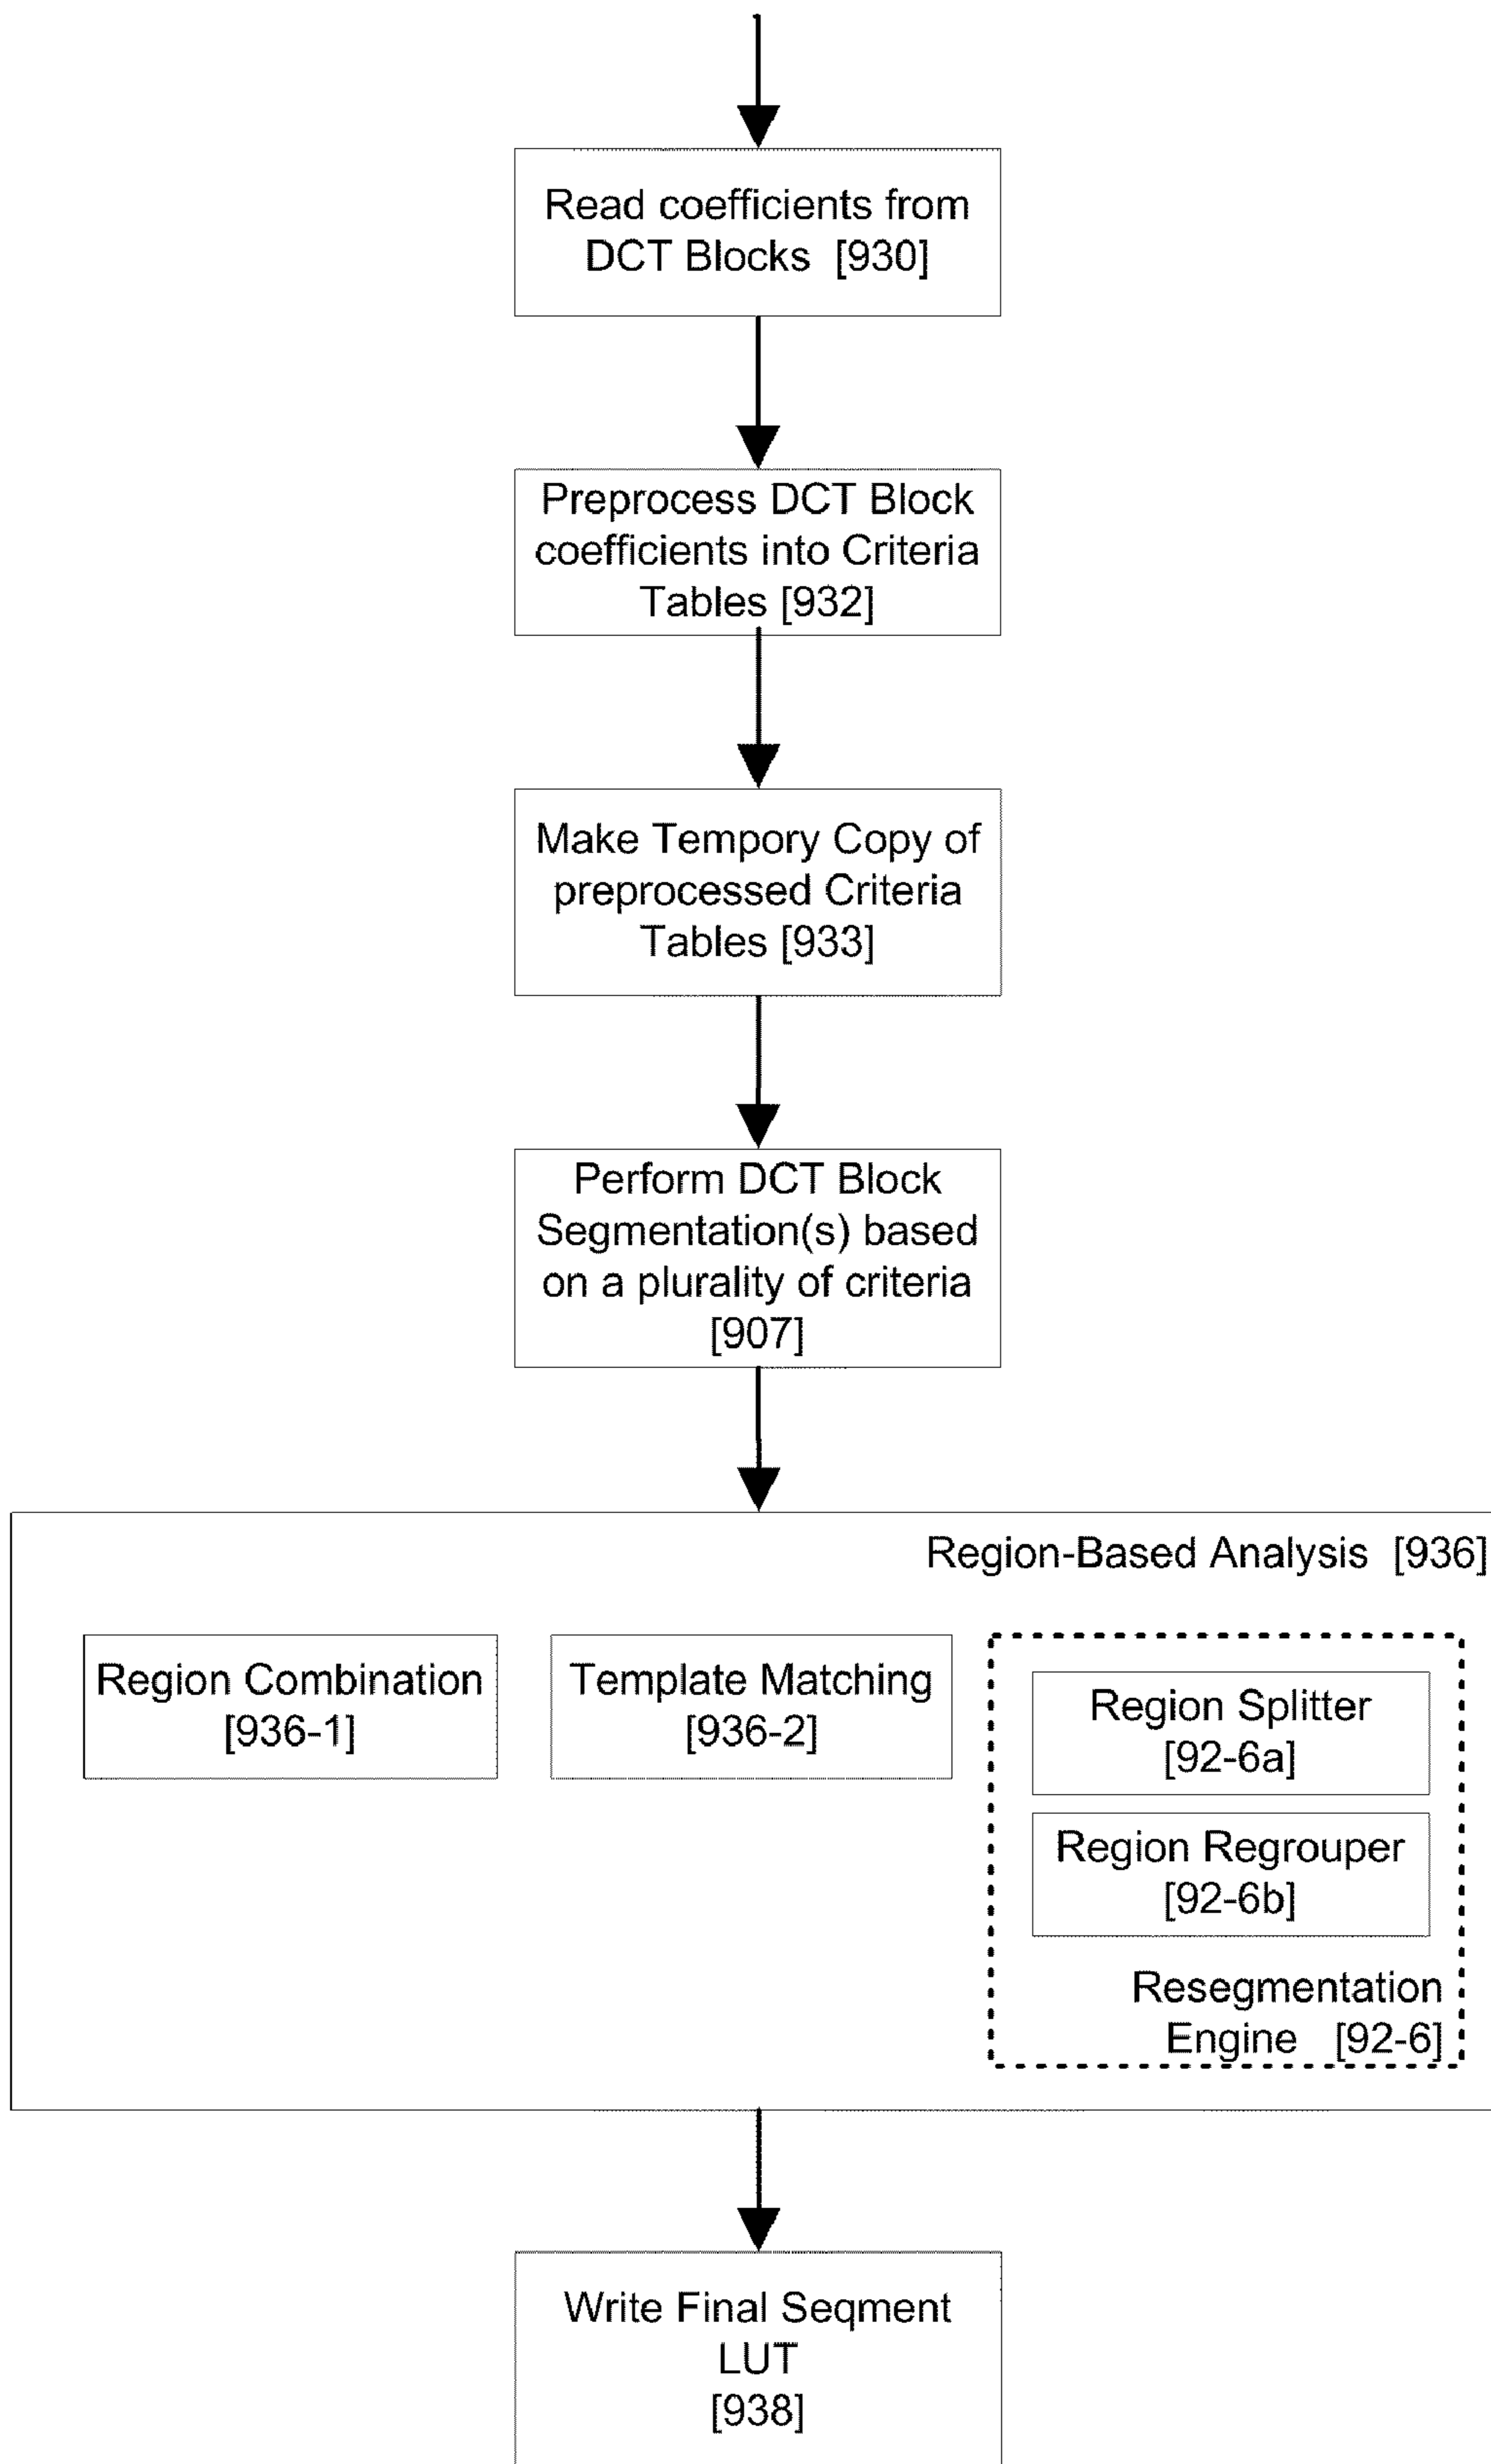 Read coefficients from
DCT Blocks [930]
Preprocess DCT Block
coefficients into Criteria
Tables [932]
Make Tempory Copy of
preprocessed Criteria
Tables [933]
Perform DCT Block
Segmentation(s) based
on a plurality of criteria
[907]
Region-Based Analysis [936]
Region Combination
[936-1]
Template Matching
[936-2]
Region Splitter
[92-6a]
Region Regrouper
[92-6b]
Resegmentation
Engine [92-6]
Write Final Seqment
LUT
[938]